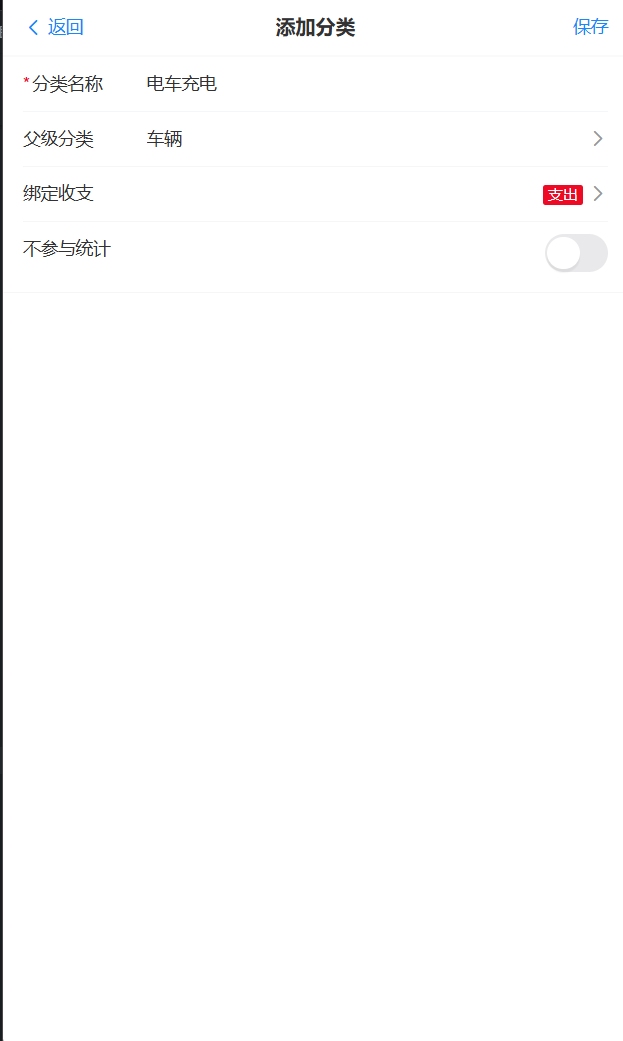 返回
添加分类
保存
*分类名称 电车充电
父级分类 车辆
绑定收支 支出
不参与统计